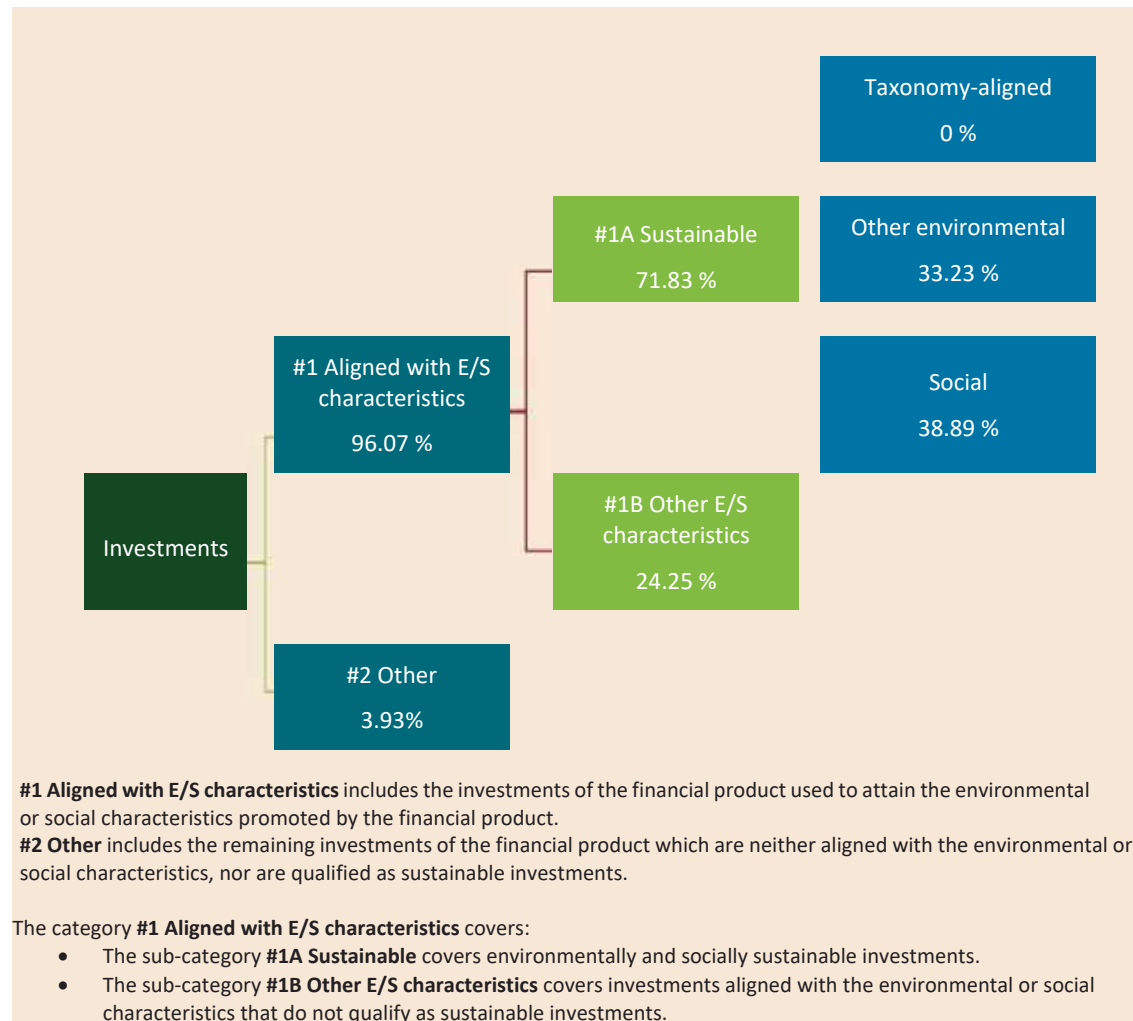 Taxonomy-aligned
0 %
#1A Sustainable
71.83 %
Other environmental
33.23 %
#1 Aligned with E/S
characteristics
96.07 %
Social
38.89 %
Investments
#1B Other E/S
characteristics
24.25 %
#2 Other
3.93%
#1 Aligned with E/S characteristics includes the investments of the financial product used to attain the environmental
or social characteristics promoted by the financial product.
#2 Other includes the remaining investments of the financial product which are neither aligned with the environmental or
social characteristics, nor are qualified as sustainable investments.
The category #1 Aligned with E/S characteristics covers:
• The sub-category #1A Sustainable covers environmentally and socially sustainable investments.
• The sub-category #1B Other E/S characteristics covers investments aligned with the environmental or social
characteristics that do not qualify as sustainable investments.